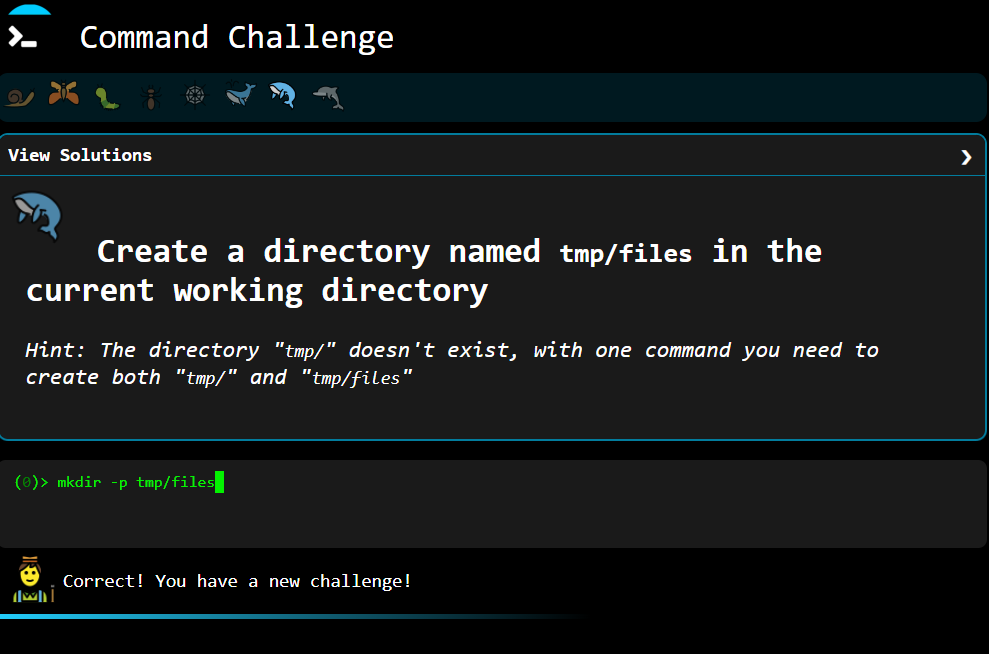 Command Challenge
View Solutions
Create a directory named tmp/files in the
current working directory
Hint: The directory "tmp/" doesn't exist, with one command you need to
create both "tmp/" and "tmp/files"
(0)> mkdir -p tmp/files
Correct! You have a new challenge!